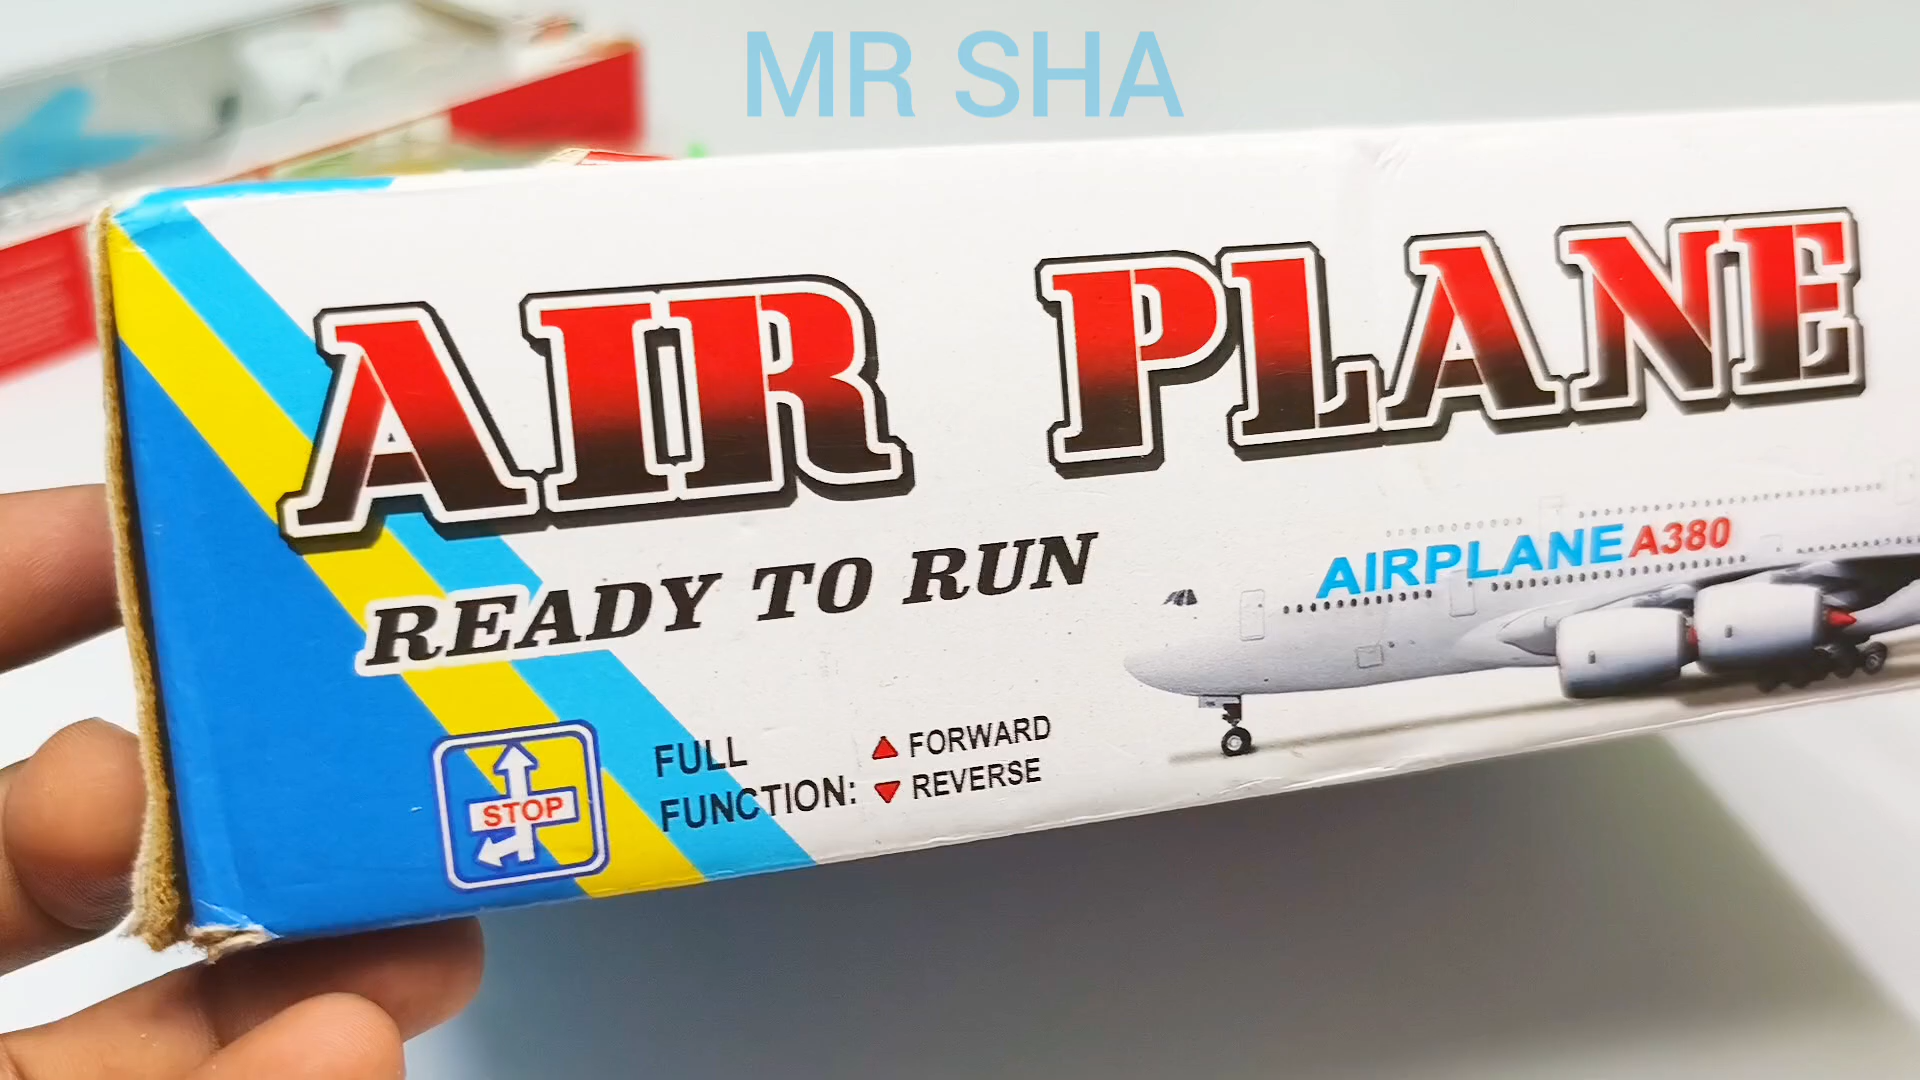 MR SHA
AIR PLANE
READY TO RUN
AIRPLANE A380
STOP
FULL
FUNCTION:
▲ FORWARD
▼ REVERSE